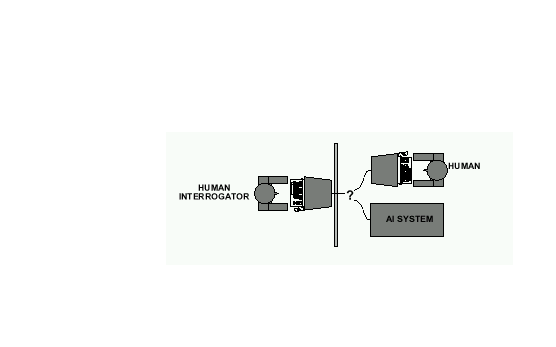 HUMAN
HUMAN
INTERROGATOR
?
AI SYSTEM